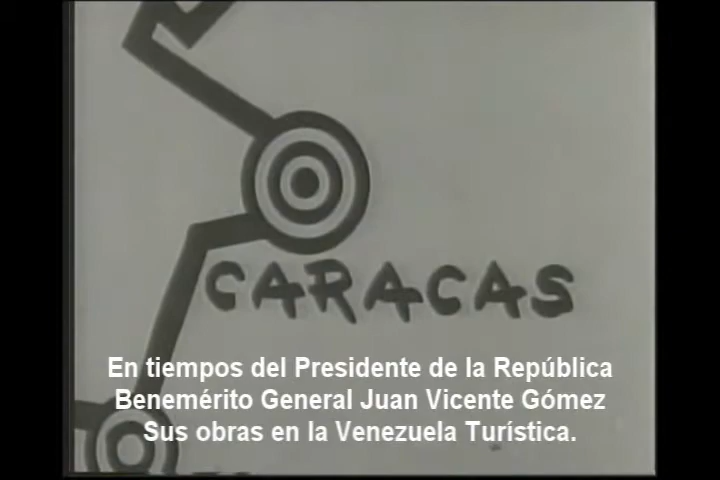 CARACAS
En tiempos del Presidente de la República
Benemérito General Juan Vicente Gómez
Sus obras en la Venezuela Turística.